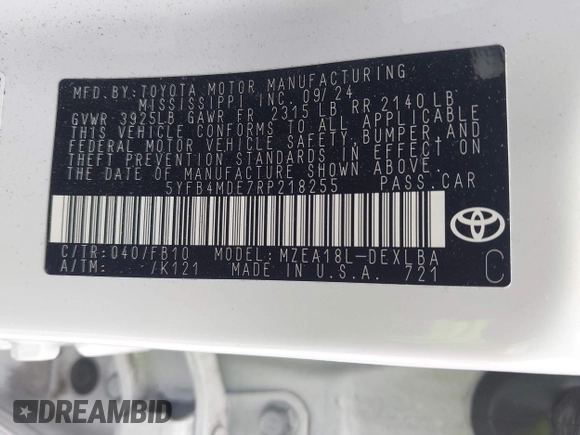 MFD.BY:TOYOTA MOTOR MANUFACTURING
MISSISSIPPI INC. 09/24
GVWR 3925LB GAWR FR 2315 LB RR 2140LB
THIS VEHICLE CONFORMS TO ALL APPLICABLE
FEDERAL MOTOR VEHICLE SAFETY,BUMPER,AND
THEFT PREVENTION STANDARDS IN EFFECT ON
THE DATE OF MANUFACTURE SHOWN ABOVE.
5YFB4MDE7RP218255 PASS.CAR
C/TR:040/FB10 MODEL:MZEA18L-DEXLBA
A/TM: /K121 MADE IN U.S.A. 721
C
DREAMBID